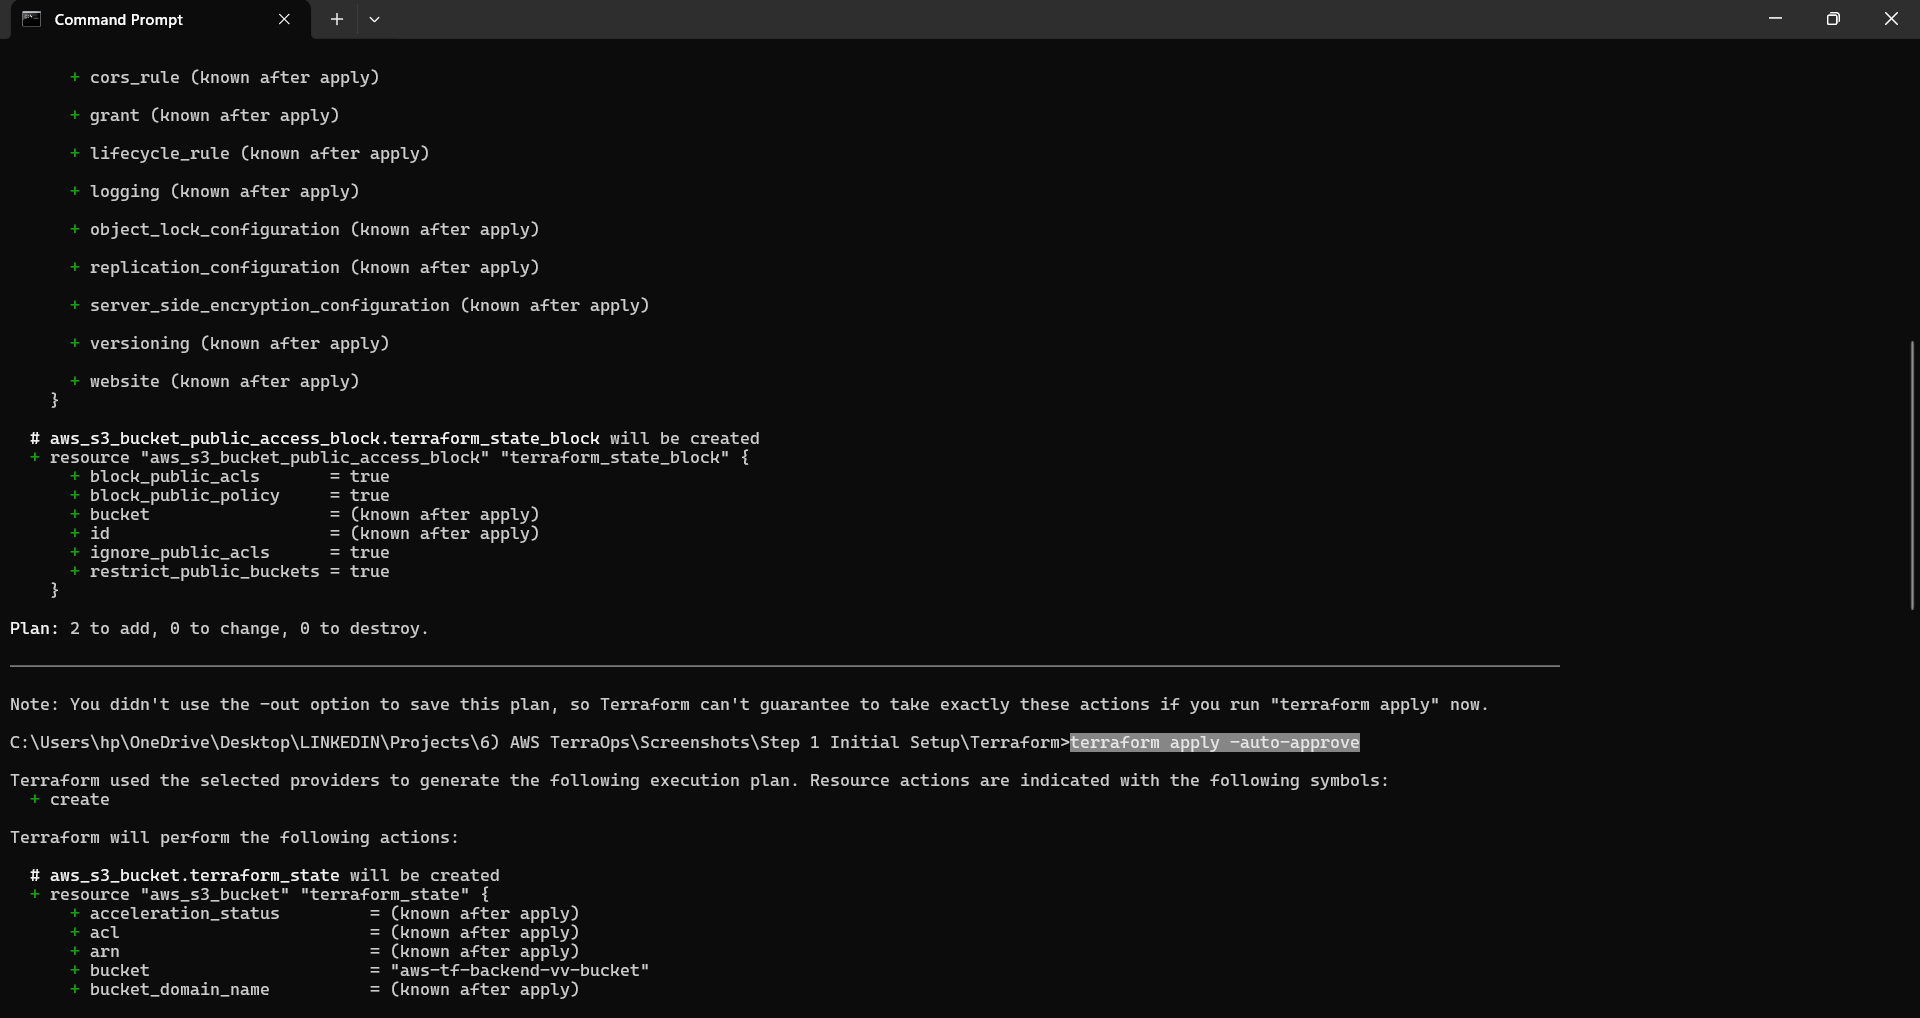 Command Prompt
+ cors_rule (known after apply)
+ grant (known after apply)
+ lifecycle_rule (known after apply)
+ logging (known after apply)
+ object_lock_configuration (known after apply)
+ replication_configuration (known after apply)
+ server_side_encryption_configuration (known after apply)
+ versioning (known after apply)
+ website (known after apply)
}
# aws_s3_bucket_public_access_block.terraform_state_block will be created
+ resource "aws_s3_bucket_public_access_block" "terraform_state_block" {
+ block_public_acls       = true
+ block_public_policy     = true
+ bucket                  = (known after apply)
+ id                      = (known after apply)
+ ignore_public_acls      = true
+ restrict_public_buckets = true
}
Plan: 2 to add, 0 to change, 0 to destroy.
Note: You didn't use the -out option to save this plan, so Terraform can't guarantee to take exactly these actions if you run "terraform apply" now.
C:\Users\hp\OneDrive\Desktop\LINKEDIN\Projects\6) AWS TerraOps\Screenshots\Step 1 Initial Setup\Terraform>terraform apply -auto-approve
Terraform used the selected providers to generate the following execution plan. Resource actions are indicated with the following symbols:
+ create
Terraform will perform the following actions:
# aws_s3_bucket.terraform_state will be created
+ resource "aws_s3_bucket" "terraform_state" {
+ acceleration_status         = (known after apply)
+ acl                         = (known after apply)
+ arn                         = (known after apply)
+ bucket                      = "aws-tf-backend-vv-bucket"
+ bucket_domain_name          = (known after apply)